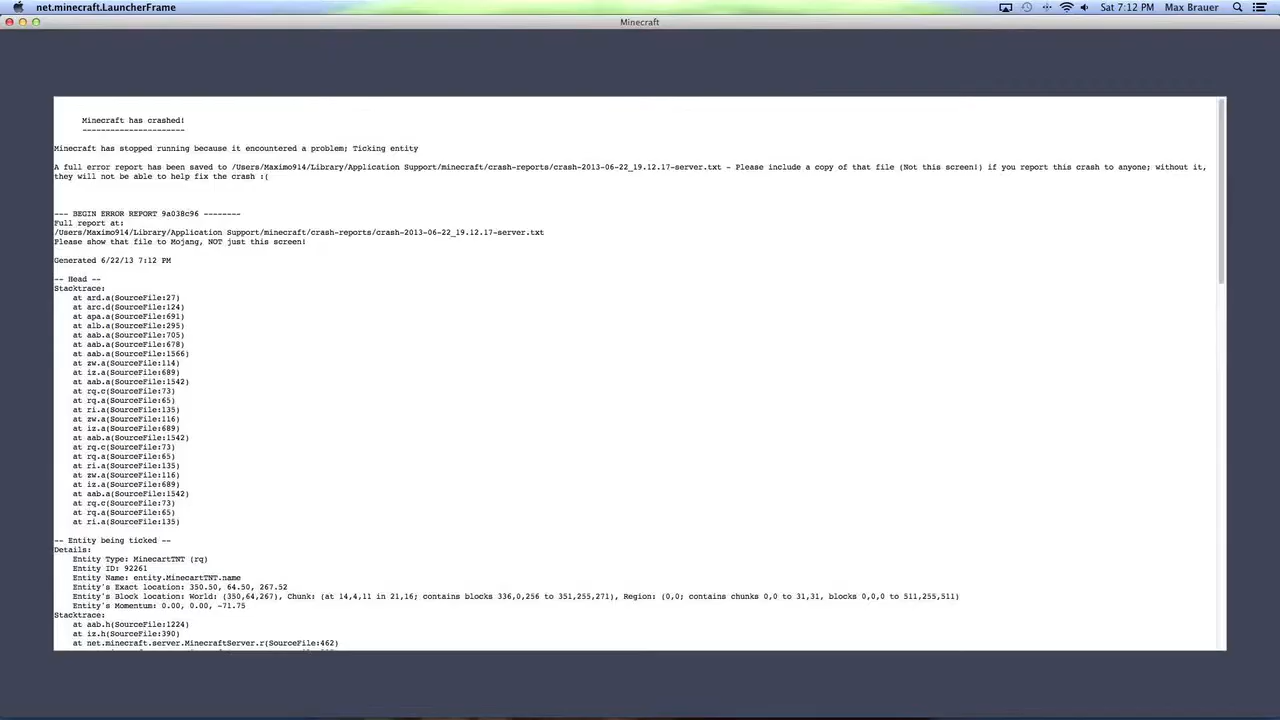 net.minecraft.LauncherFrame
Sat 7:12 PM Max Brauer
Minecraft
Minecraft has crashed!
----------------------
Minecraft has stopped running because it encountered a problem; Ticking entity
A full error report has been saved to /Users/Maximo914/Library/Application Support/minecraft/crash-reports/crash-2013-06-22_19.12.17-server.txt - Please include a copy of that file (Not this screen!) if you report this crash to anyone; without it,
they will not be able to help fix the crash :(
--- BEGIN ERROR REPORT 9a038c96 --------
Full report at:
/Users/Maximo914/Library/Application Support/minecraft/crash-reports/crash-2013-06-22_19.12.17-server.txt
Please show that file to Mojang, NOT just this screen!
Generated 6/22/13 7:12 PM
-- Head --
Stacktrace:
at ard.a(SourceFile:27)
at arc.d(SourceFile:124)
at apa.a(SourceFile:691)
at alb.a(SourceFile:295)
at aab.a(SourceFile:705)
at aab.a(SourceFile:678)
at aab.a(SourceFile:1566)
at zw.a(SourceFile:114)
at iz.a(SourceFile:689)
at aab.a(SourceFile:1542)
at rq.c(SourceFile:73)
at rq.a(SourceFile:65)
at ri.a(SourceFile:135)
at zw.a(SourceFile:116)
at iz.a(SourceFile:689)
at aab.a(SourceFile:1542)
at rq.c(SourceFile:73)
at rq.a(SourceFile:65)
at ri.a(SourceFile:135)
at zw.a(SourceFile:116)
at iz.a(SourceFile:689)
at aab.a(SourceFile:1542)
at rq.c(SourceFile:73)
at rq.a(SourceFile:65)
at ri.a(SourceFile:135)
-- Entity being ticked --
Details:
Entity Type: MinecartTNT (rq)
Entity ID: 92261
Entity Name: entity.MinecartTNT.name
Entity's Exact location: 350.50, 64.50, 267.52
Entity's Block location: World: (350,64,267), Chunk: (at 14,4,11 in 21,16; contains blocks 336,0,256 to 351,255,271), Region: (0,0; contains chunks 0,0 to 31,31, blocks 0,0,0 to 511,255,511)
Entity's Momentum: 0.00, 0.00, -71.75
Stacktrace:
at aab.h(SourceFile:1224)
at iz.h(SourceFile:390)
at net.minecraft.server.MinecraftServer.r(SourceFile:462)